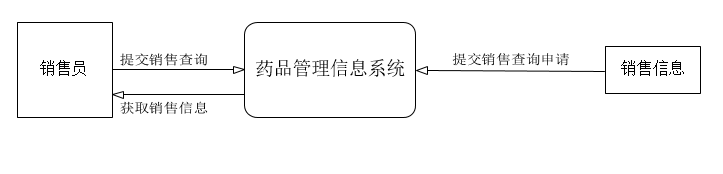 提交销售查询
提交销售查询申请
销售员
药品管理信息系统
销售信息
获取销售信息